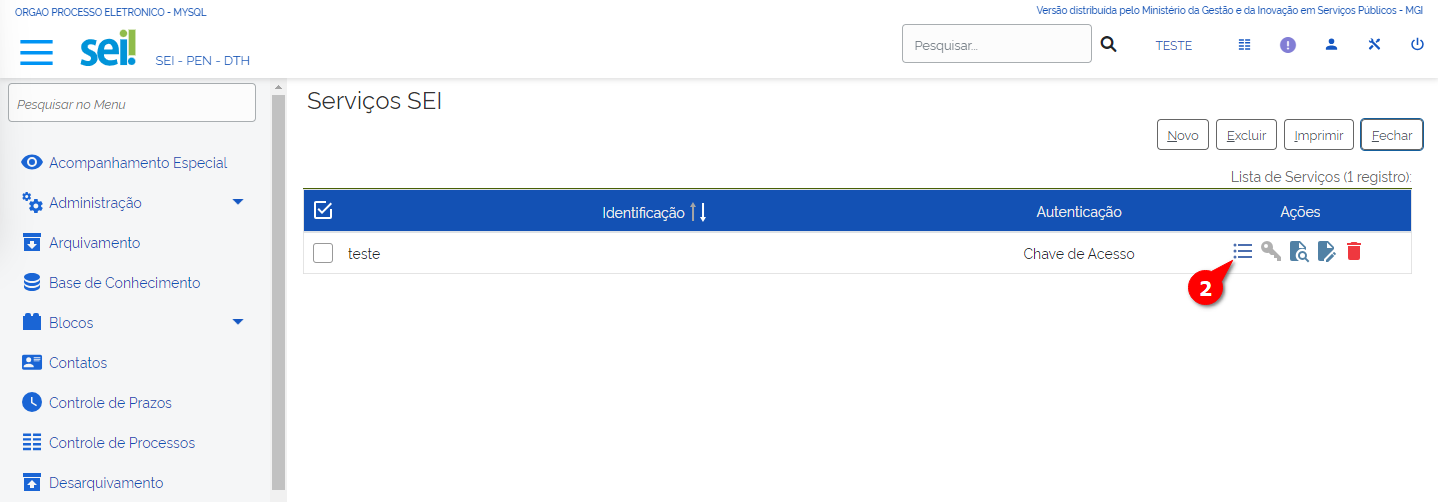 ORGAO PROCESSO ELETRONICO - MYSQL
Versão distribuída pelo Ministério da Gestão e da Inovação em Serviços Públicos - MGI
sei!
SEI - PEN - DTH
Pesquisar...
TESTE
Pesquisar no Menu
Acompanhamento Especial
Administração
Arquivamento
Base de Conhecimento
Blocos
Contatos
Controle de Prazos
Controle de Processos
Desarquivamento
Serviços SEI
Novo Excluir Imprimir Fechar
Lista de Serviços (1 registro):
Identificação Autenticação Ações
teste Chave de Acesso
2